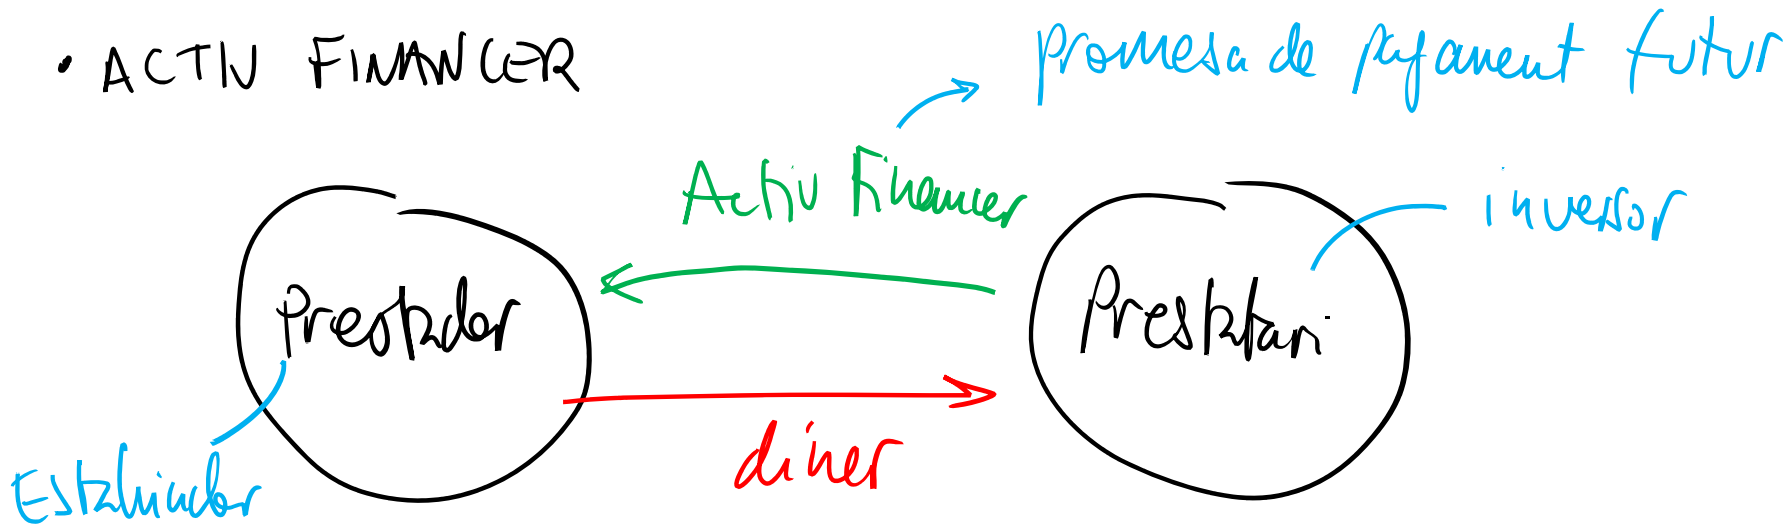 • ACTIU FINANCER
promesa de pagament futur
Actiu Financer
inversor
Prestador
Prestatari
diner
Estalviador